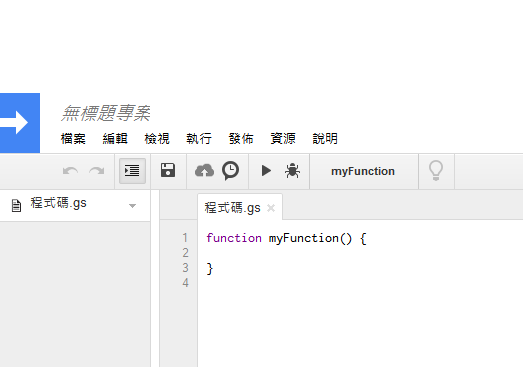 無標題專案
檔案 編輯 檢視 執行 發佈 資源 說明
myFunction
程式碼.gs
程式碼.gs ×
1 function myFunction() {
2
3 }
4